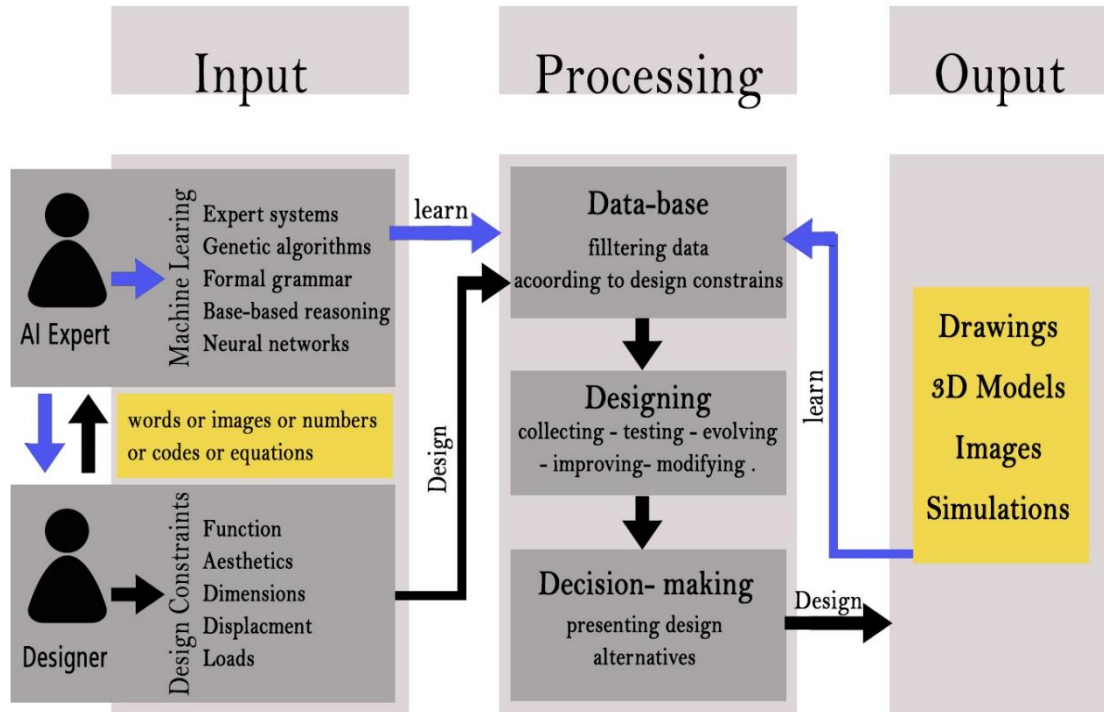 Input
Processing
Ouput
AI Expert
Machine Learing
Expert systems
Genetic algorithms
Formal grammar
Base-based reasoning
Neural networks
learn
words or images or numbers
or codes or equations
Designer
Design Constraints
Function
Aesthetics
Dimensions
Displacment
Loads
Design
Data-base
filltering data
acoording to design constrains
Designing
collecting - testing - evolving
- improving- modifying .
Decision- making
presenting design
alternatives
Design
learn
Drawings
3D Models
Images
Simulations